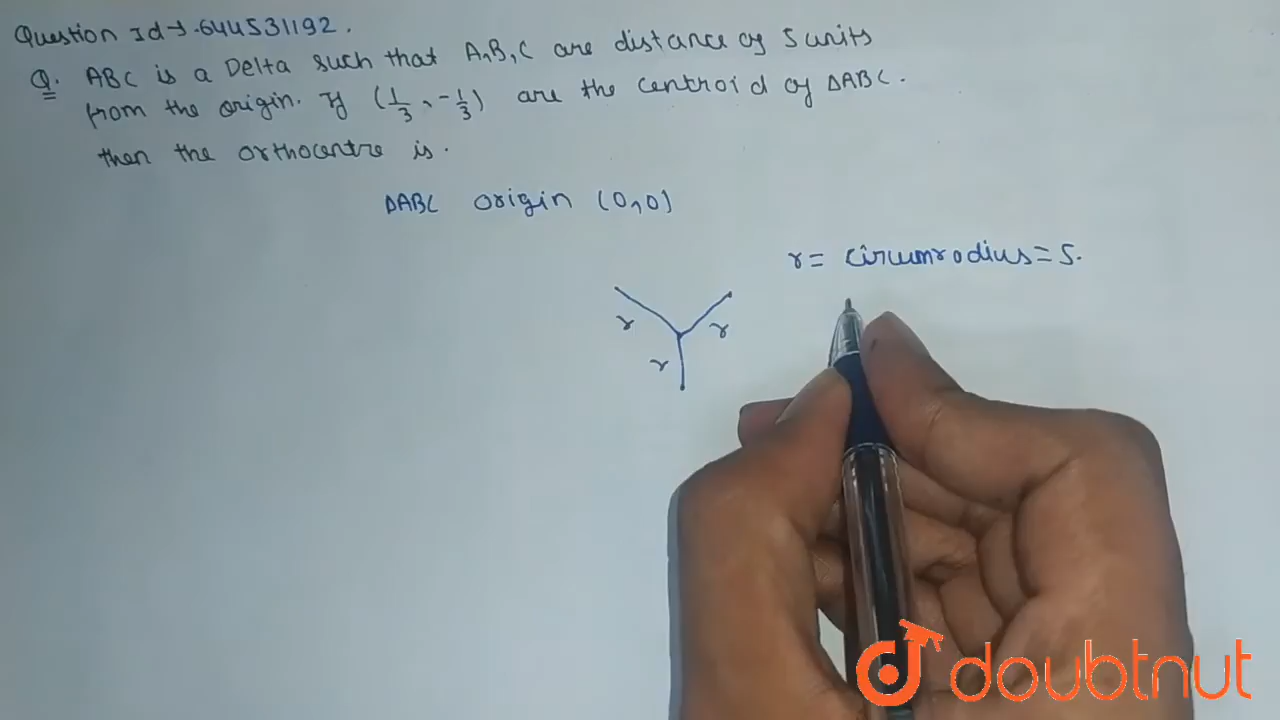 Question Id→.644531192.
Q. ABC is a Delta such that A,B,C are distance of 5 units
from the origin. If (1/3, -1/3) are the centroid of ΔABC.
then the orthocentre is.
ΔABC origin (0,0)
r = circumradius = 5.
r r
r
doubtnut